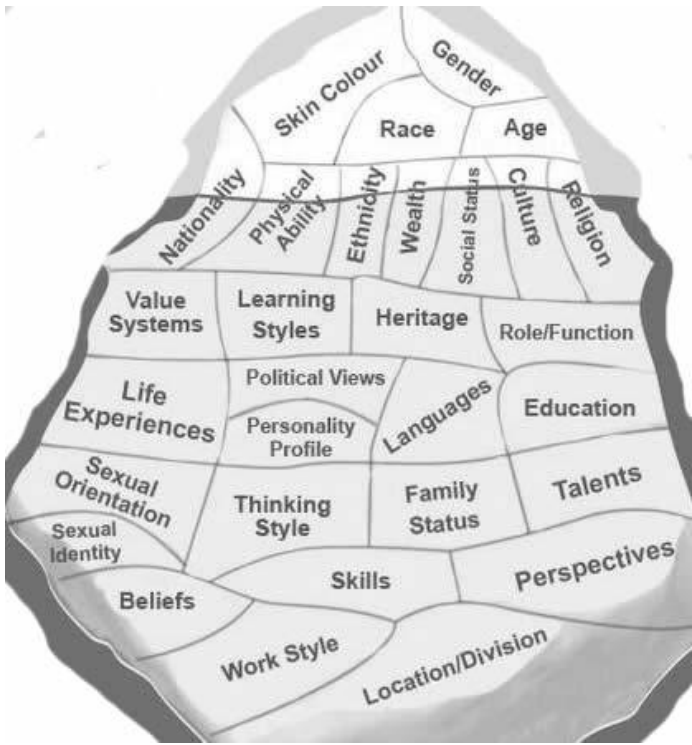 Skin Colour
Gender
Race
Age
Nationality
Physical
Ability
Ethnicity
Wealth
Social Status
Culture
Religion
Value
Systems
Learning
Styles
Heritage
Role/Function
Life
Experiences
Political Views
Personality
Profile
Languages
Education
Sexual
Orientation
Sexual
Identity
Thinking
Style
Family
Status
Talents
Beliefs
Skills
Perspectives
Work Style
Location/Division